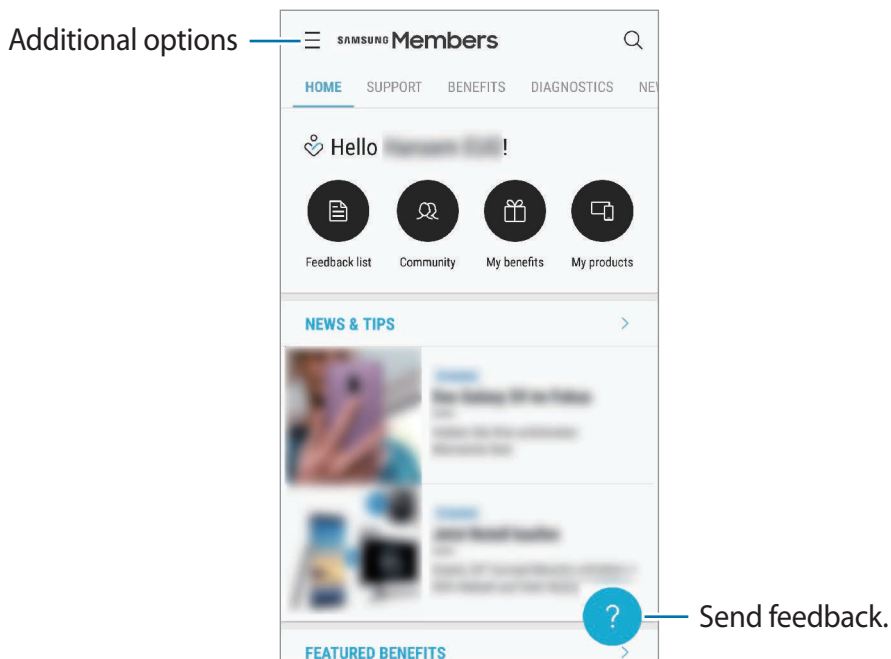 Additional options
SAMSUNG Members
HOME SUPPORT BENEFITS DIAGNOSTICS NEW
Hello !
Feedback list Community My benefits My products
NEWS & TIPS
?
Send feedback.
FEATURED BENEFITS